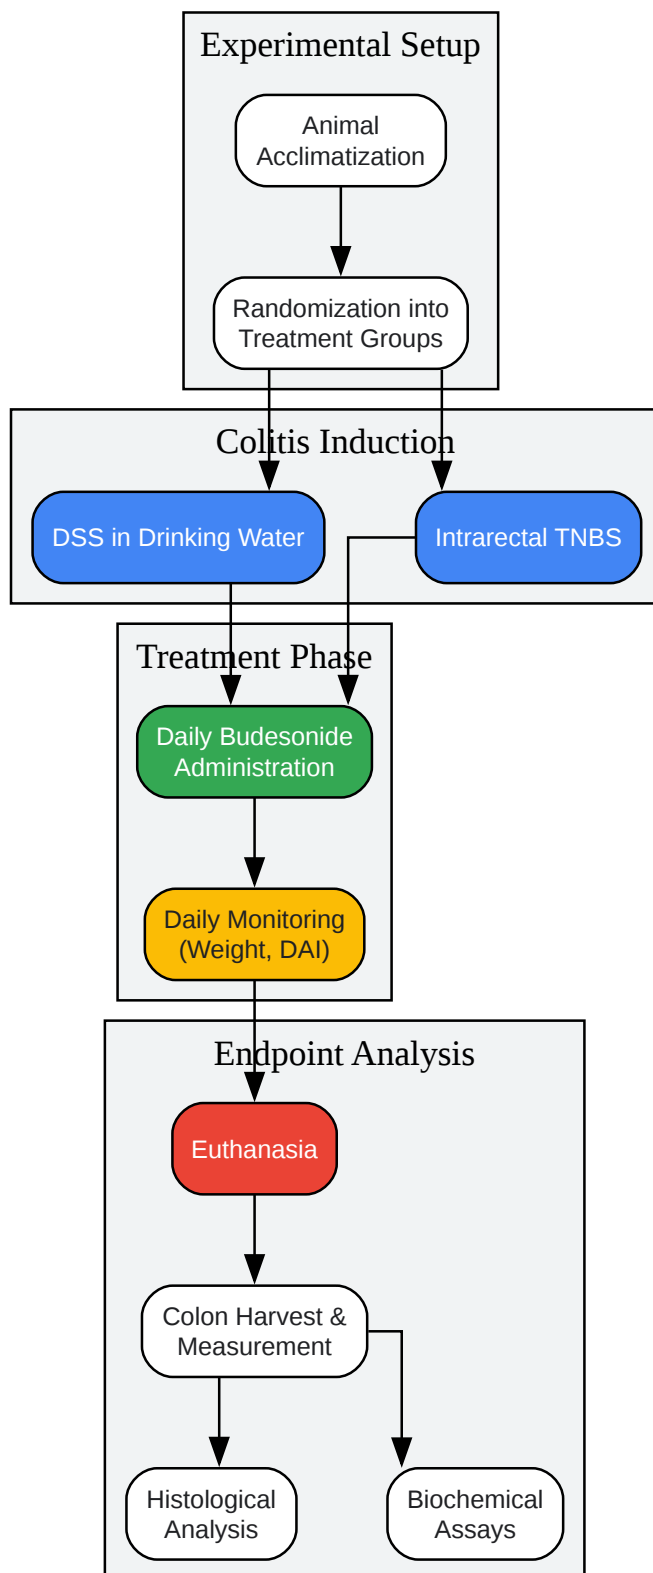 Experimental Setup
Animal
Acclimatization
Randomization into
Treatment Groups
Colitis Induction
DSS in Drinking Water
Intrarectal TNBS
Treatment Phase
Daily Budesonide
Administration
Daily Monitoring
(Weight, DAI)
Endpoint Analysis
Euthanasia
Colon Harvest &
Measurement
Histological
Analysis
Biochemical
Assays